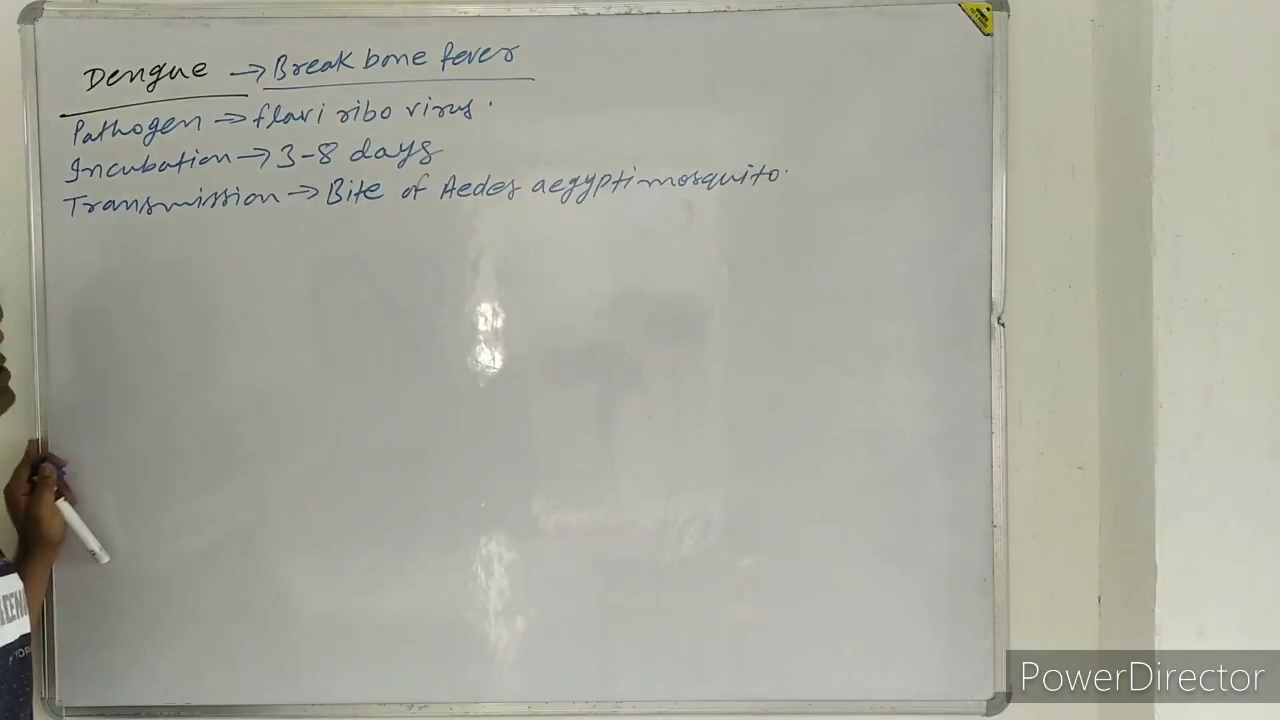 Dengue → Break bone fever
Pathogen → flavi ribo virus.
Incubation → 3-8 days
Transmission → Bite of Aedes aegypti mosquito.
PowerDirector